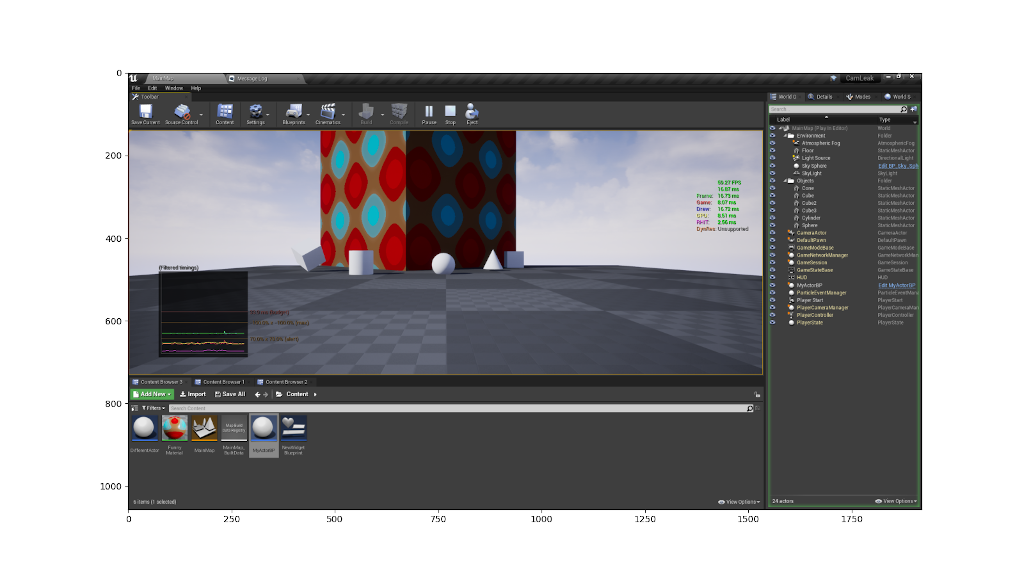 MainMap
Message Log
CamLeak
File Edit Window Help
Toolbar
Save Current
Source Control
Content
Settings
Blueprints
Cinematics
Build
Compile
Pause
Stop
Eject
59.27 FPS
16.87 ms
Frame: 16.73 ms
Game: 8.07 ms
Draw: 16.72 ms
GPU: 8.51 ms
RHIT: 2.56 ms
DynRes: Unsupported
(Filtered timings)
World O
Details
Modes
World S
Search...
Label
Type
MainMap (Play In Editor) World
Environment Folder
Atmospheric Fog AtmosphericFog
Floor StaticMeshActor
Light Source DirectionalLight
Sky Sphere Edit BP_Sky_Sph
SkyLight SkyLight
Objects Folder
Cone StaticMeshActor
Cube StaticMeshActor
Cube2 StaticMeshActor
Cube3 StaticMeshActor
Cylinder StaticMeshActor
Sphere StaticMeshActor
CameraActor CameraActor
DefaultPawn DefaultPawn
GameModeBase GameModeBase
GameNetworkManager GameNetworkMan
GameSession GameSession
GameStateBase GameStateBase
HUD HUD
MyActorBP Edit MyActorBP
ParticleEventManager ParticleEventMan
Player Start PlayerStart
PlayerCameraManager PlayerCameraMan
PlayerController PlayerController
PlayerState PlayerState
24 actors
View Options
Content Browser 3
Content Browser 1
Content Browser 2
Add New
Import
Save All
Content
Filters
Search Content
DifferentActor
Fancy
Material
MainMap
MainMap_
BuiltData
MyActorBP
NewWidget
Blueprint
6 items (1 selected)
View Options
0
200
400
600
800
1000
0 250 500 750 1000 1250 1500 1750